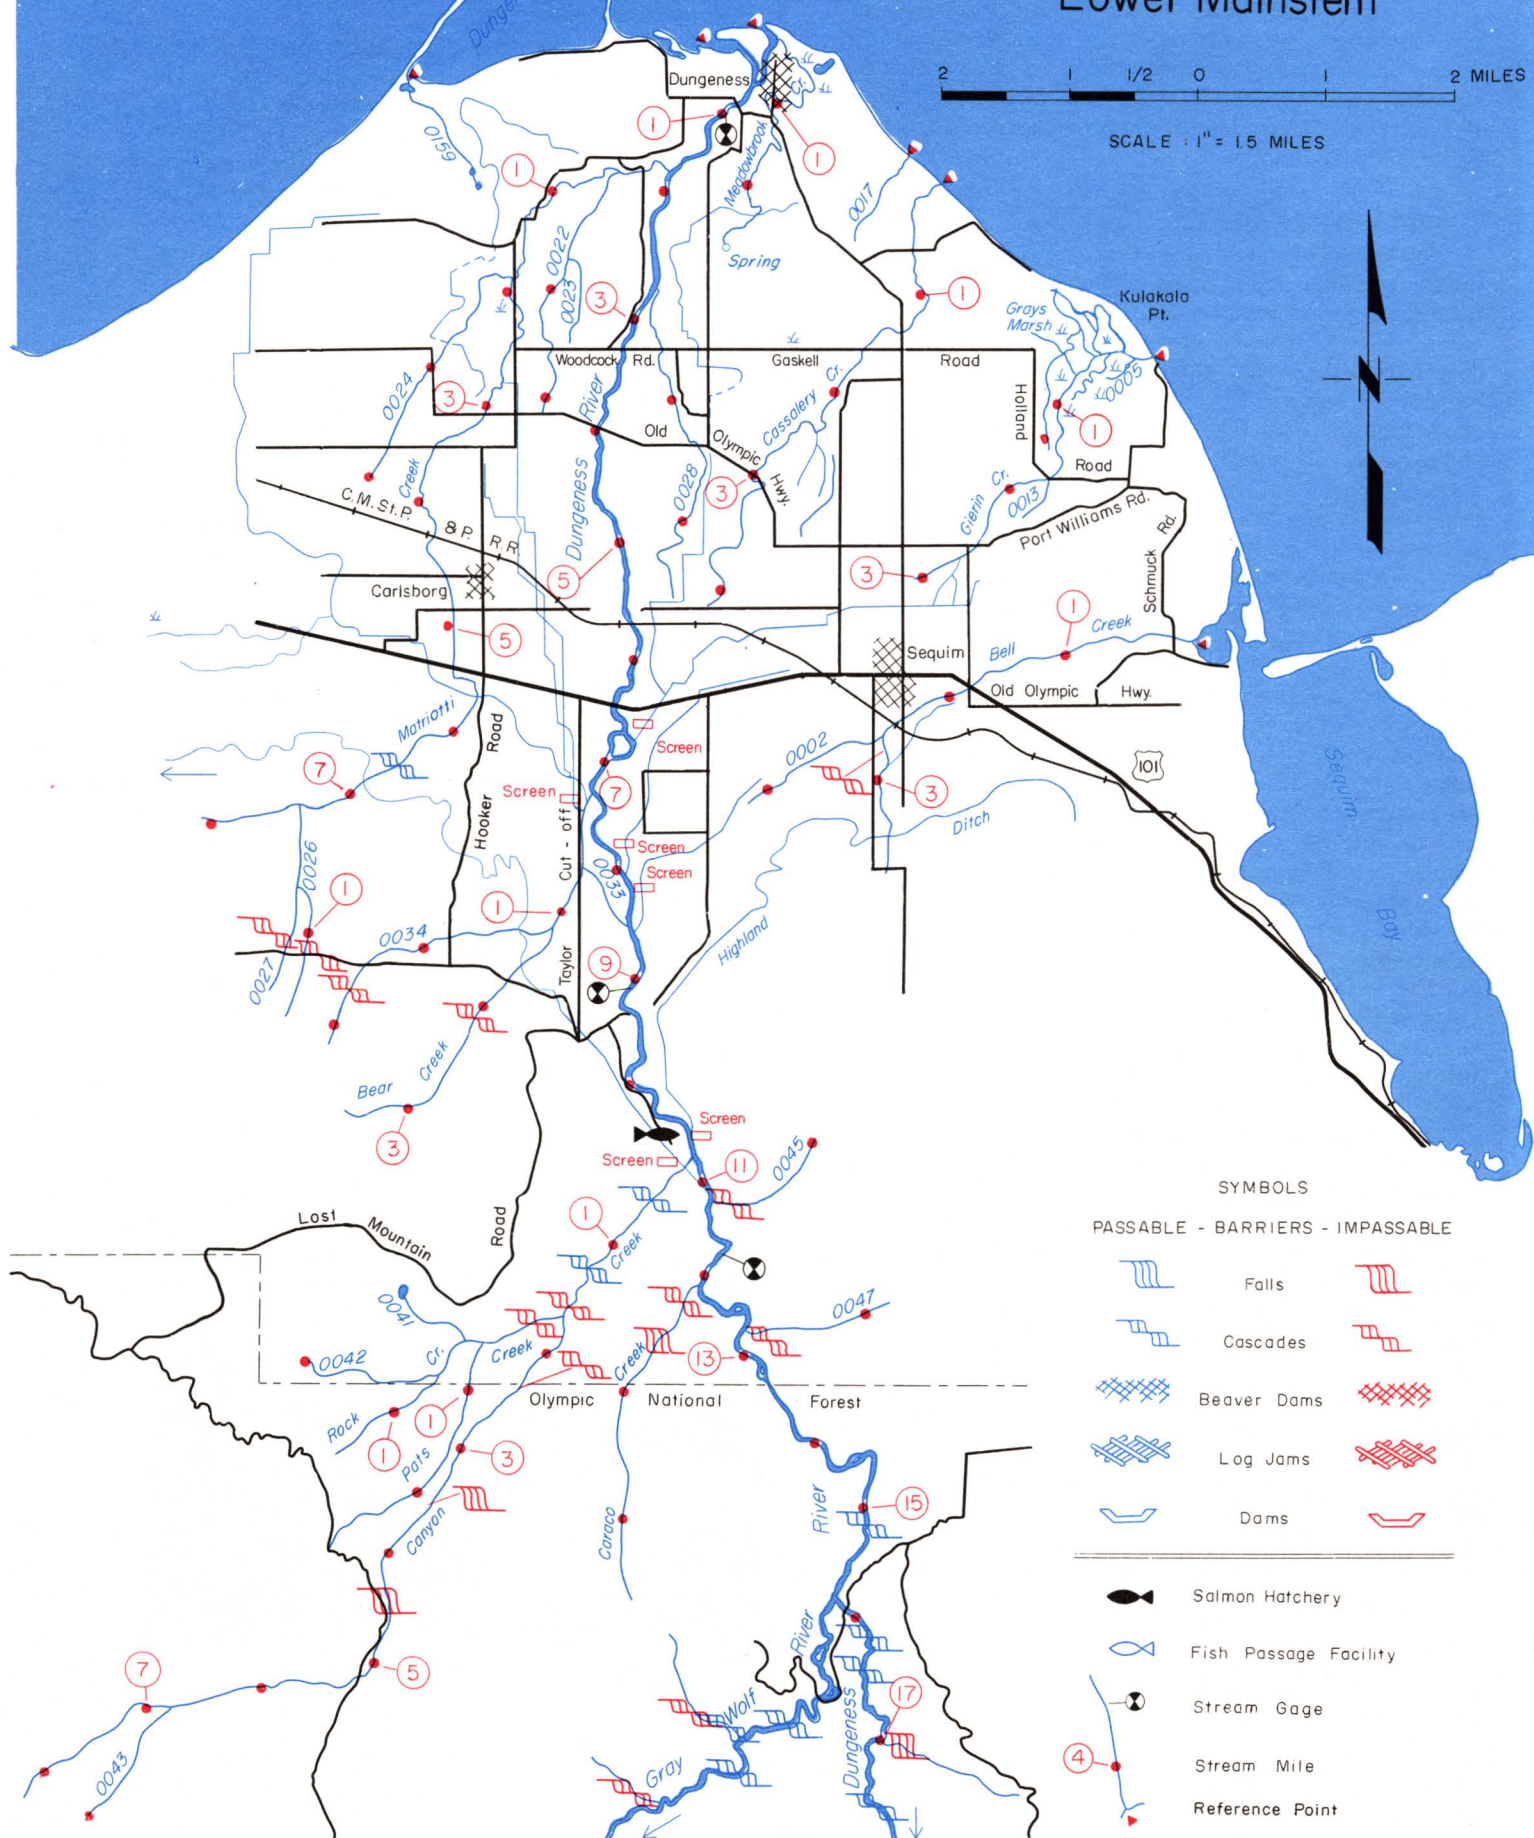 Lower Mainstem
2 1 1/2 0 1 2 MILES
SCALE : 1" = 1.5 MILES
Dungeness
Cr.
Meadowbrook
0159
1
1
1
0017
0022
0023
Spring
3
1
Kulakala
Pt.
Grays
Marsh
Woodcock Rd.
Gaskell
Road
0005
0024
3
River
Cr.
Cassalery
Holland
1
Old
Olympic
Hwy.
Road
Creek
0028
3
Gierin Cr.
0013
C.M.St.P. & P. R.R.
Dungeness
Port Williams Rd.
Schmuck Rd.
Carlsborg
5
3
1
5
Sequim
Bell
Creek
Old Olympic Hwy.
Matriotti
Road
Hooker
Screen
0002
101
7
Screen
7
3
Ditch
Sequim
Bay
Cut - off
Taylor
Screen
0033
Screen
0026
1
1
0034
0027
9
Highland
Bear Creek
3
Screen
Screen
11
0045
1
Creek
Lost Mountain Road
0041
0042
Cr.
Creek
Creek
0047
13
Olympic National Forest
Rock
1
1
Pats
3
Canyon
Caraco
River
15
River
7
5
0043
Wolf
Gray
Dungeness
17
SYMBOLS
PASSABLE - BARRIERS - IMPASSABLE
Falls
Cascades
Beaver Dams
Log Jams
Dams
Salmon Hatchery
Fish Passage Facility
Stream Gage
4
Stream Mile
Reference Point